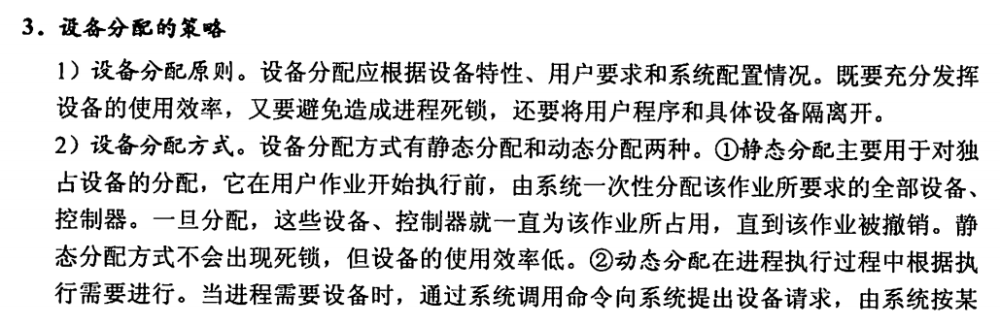 3．设备分配的策略
1）设备分配原则。设备分配应根据设备特性、用户要求和系统配置情况。既要充分发挥
设备的使用效率，又要避免造成进程死锁，还要将用户程序和具体设备隔离开。
2）设备分配方式。设备分配方式有静态分配和动态分配两种。①静态分配主要用于对独
占设备的分配，它在用户作业开始执行前，由系统一次性分配该作业所要求的全部设备、
控制器。一旦分配，这些设备、控制器就一直为该作业所占用，直到该作业被撤销。静
态分配方式不会出现死锁，但设备的使用效率低。②动态分配在进程执行过程中根据执
行需要进行。当进程需要设备时，通过系统调用命令向系统提出设备请求，由系统按某